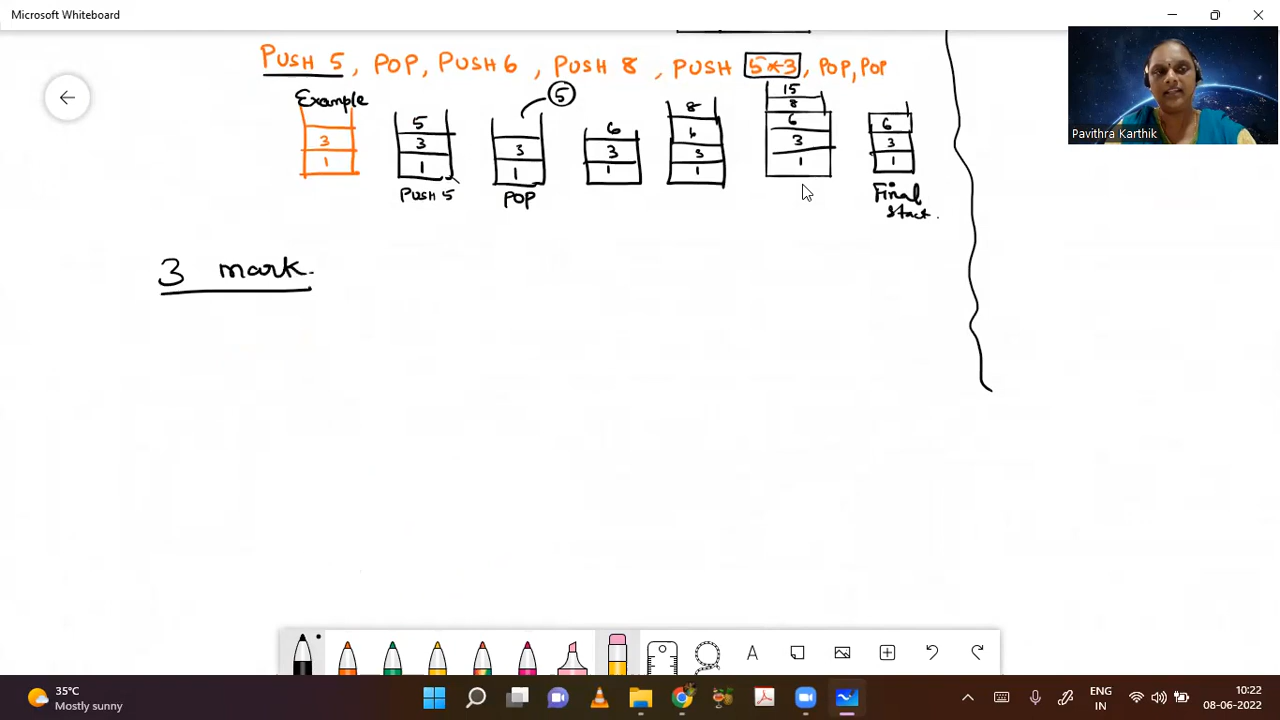 Microsoft Whiteboard
PUSH 5, POP, PUSH 6, PUSH 8, PUSH 5*3, POP, POP
Example
5
3
1
5
3
1
PUSH 5
3
1
POP
6
3
1
8
6
3
1
15
8
6
3
1
6
3
1
Final
Stack.
Pavithra Karthik
3 mark.
A
35°C
Mostly sunny
ENG
IN
10:22
08-06-2022